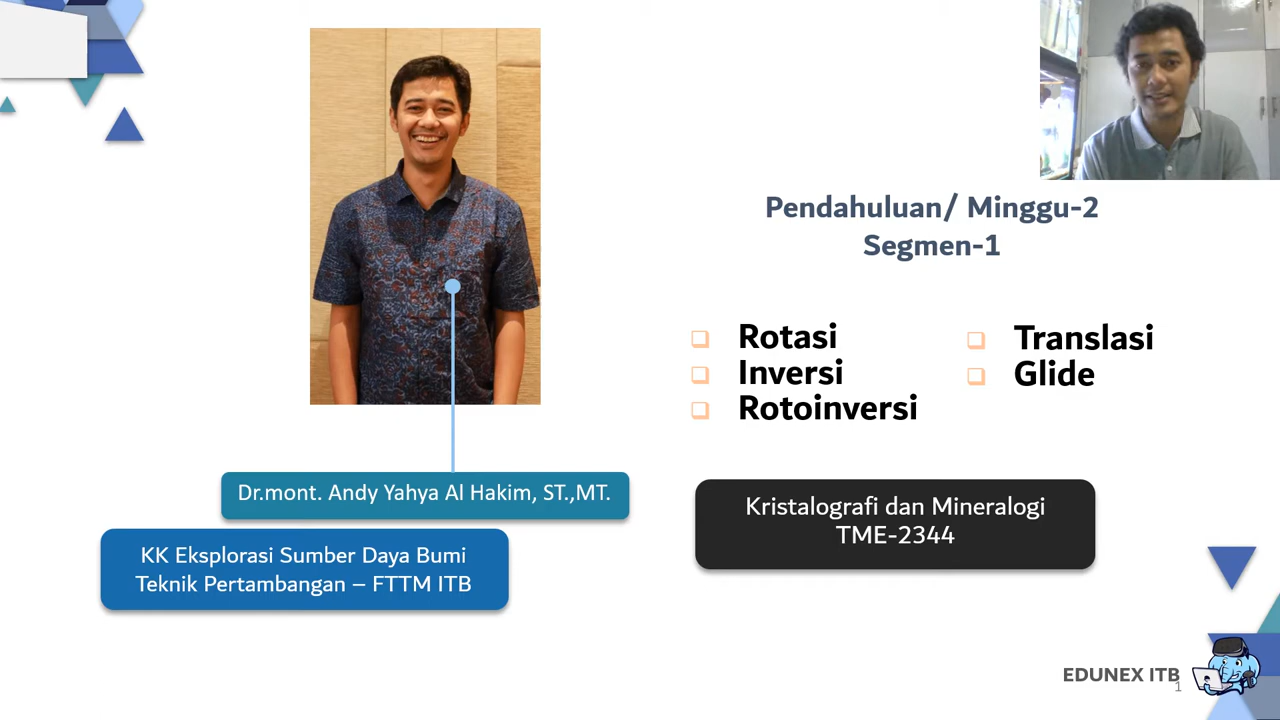 Pendahuluan/ Minggu-2
Segmen-1
Rotasi
Inversi
Rotoinversi
Translasi
Glide
Dr.mont. Andy Yahya Al Hakim, ST.,MT.
KK Eksplorasi Sumber Daya Bumi
Teknik Pertambangan – FTTM ITB
Kristalografi dan Mineralogi
TME-2344
EDUNEX ITB
1